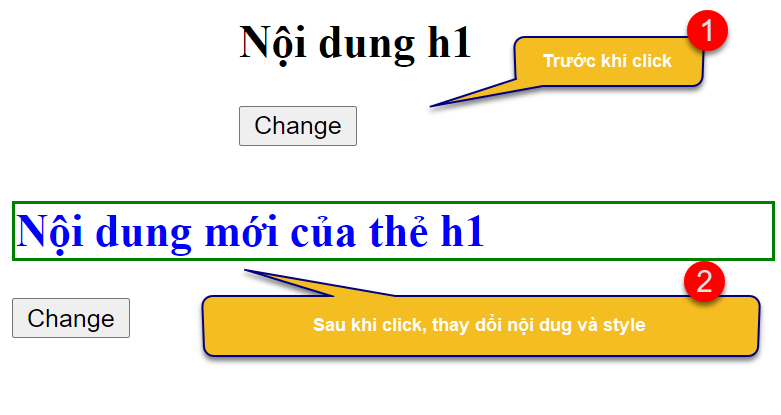 Nội dung h1
1
Trước khi click
Change
Nội dung mới của thẻ h1
2
Change
Sau khi click, thay dổi nội dug và style